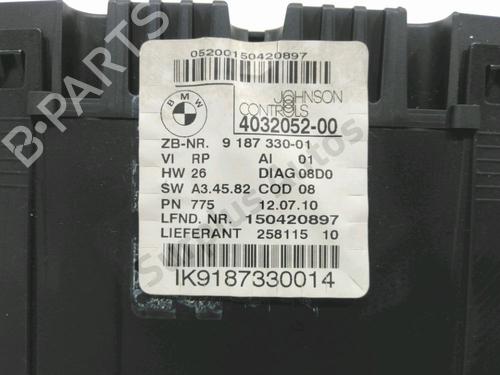 05200150420897
BMW
JOHNSON
CONTROLS
4032052-00
ZB-NR. 9 187 330-01
VI RP AI 01
HW 26 DIAG 08D0
SW A3.45.82 COD 08
PN 775 12.07.10
LFND. NR. 150420897
LIEFERANT 258115 10
IK9187330014
B-PARTS